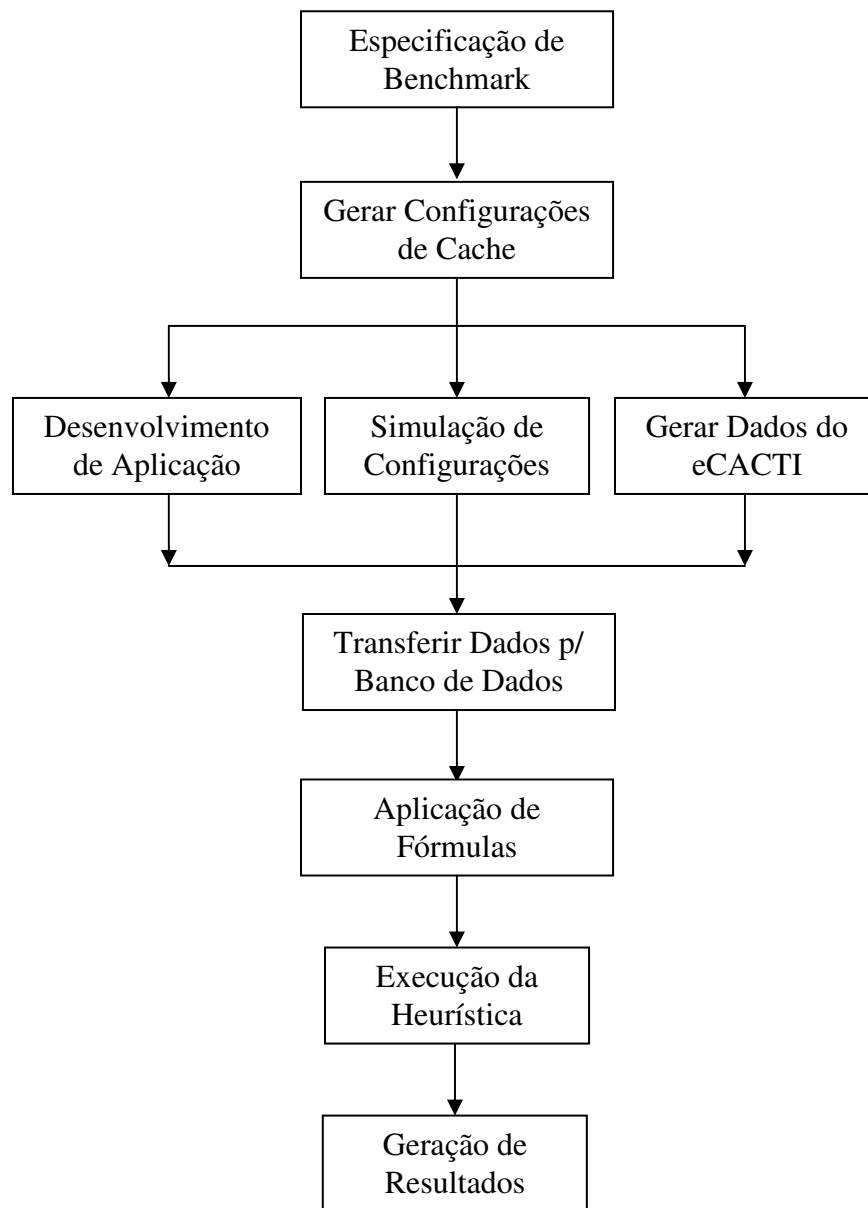 Especificação de
Benchmark
Gerar Configurações
de Cache
Desenvolvimento
de Aplicação
Simulação de
Configurações
Gerar Dados do
eCACTI
Transferir Dados p/
Banco de Dados
Aplicação de
Fórmulas
Execução da
Heurística
Geração de
Resultados